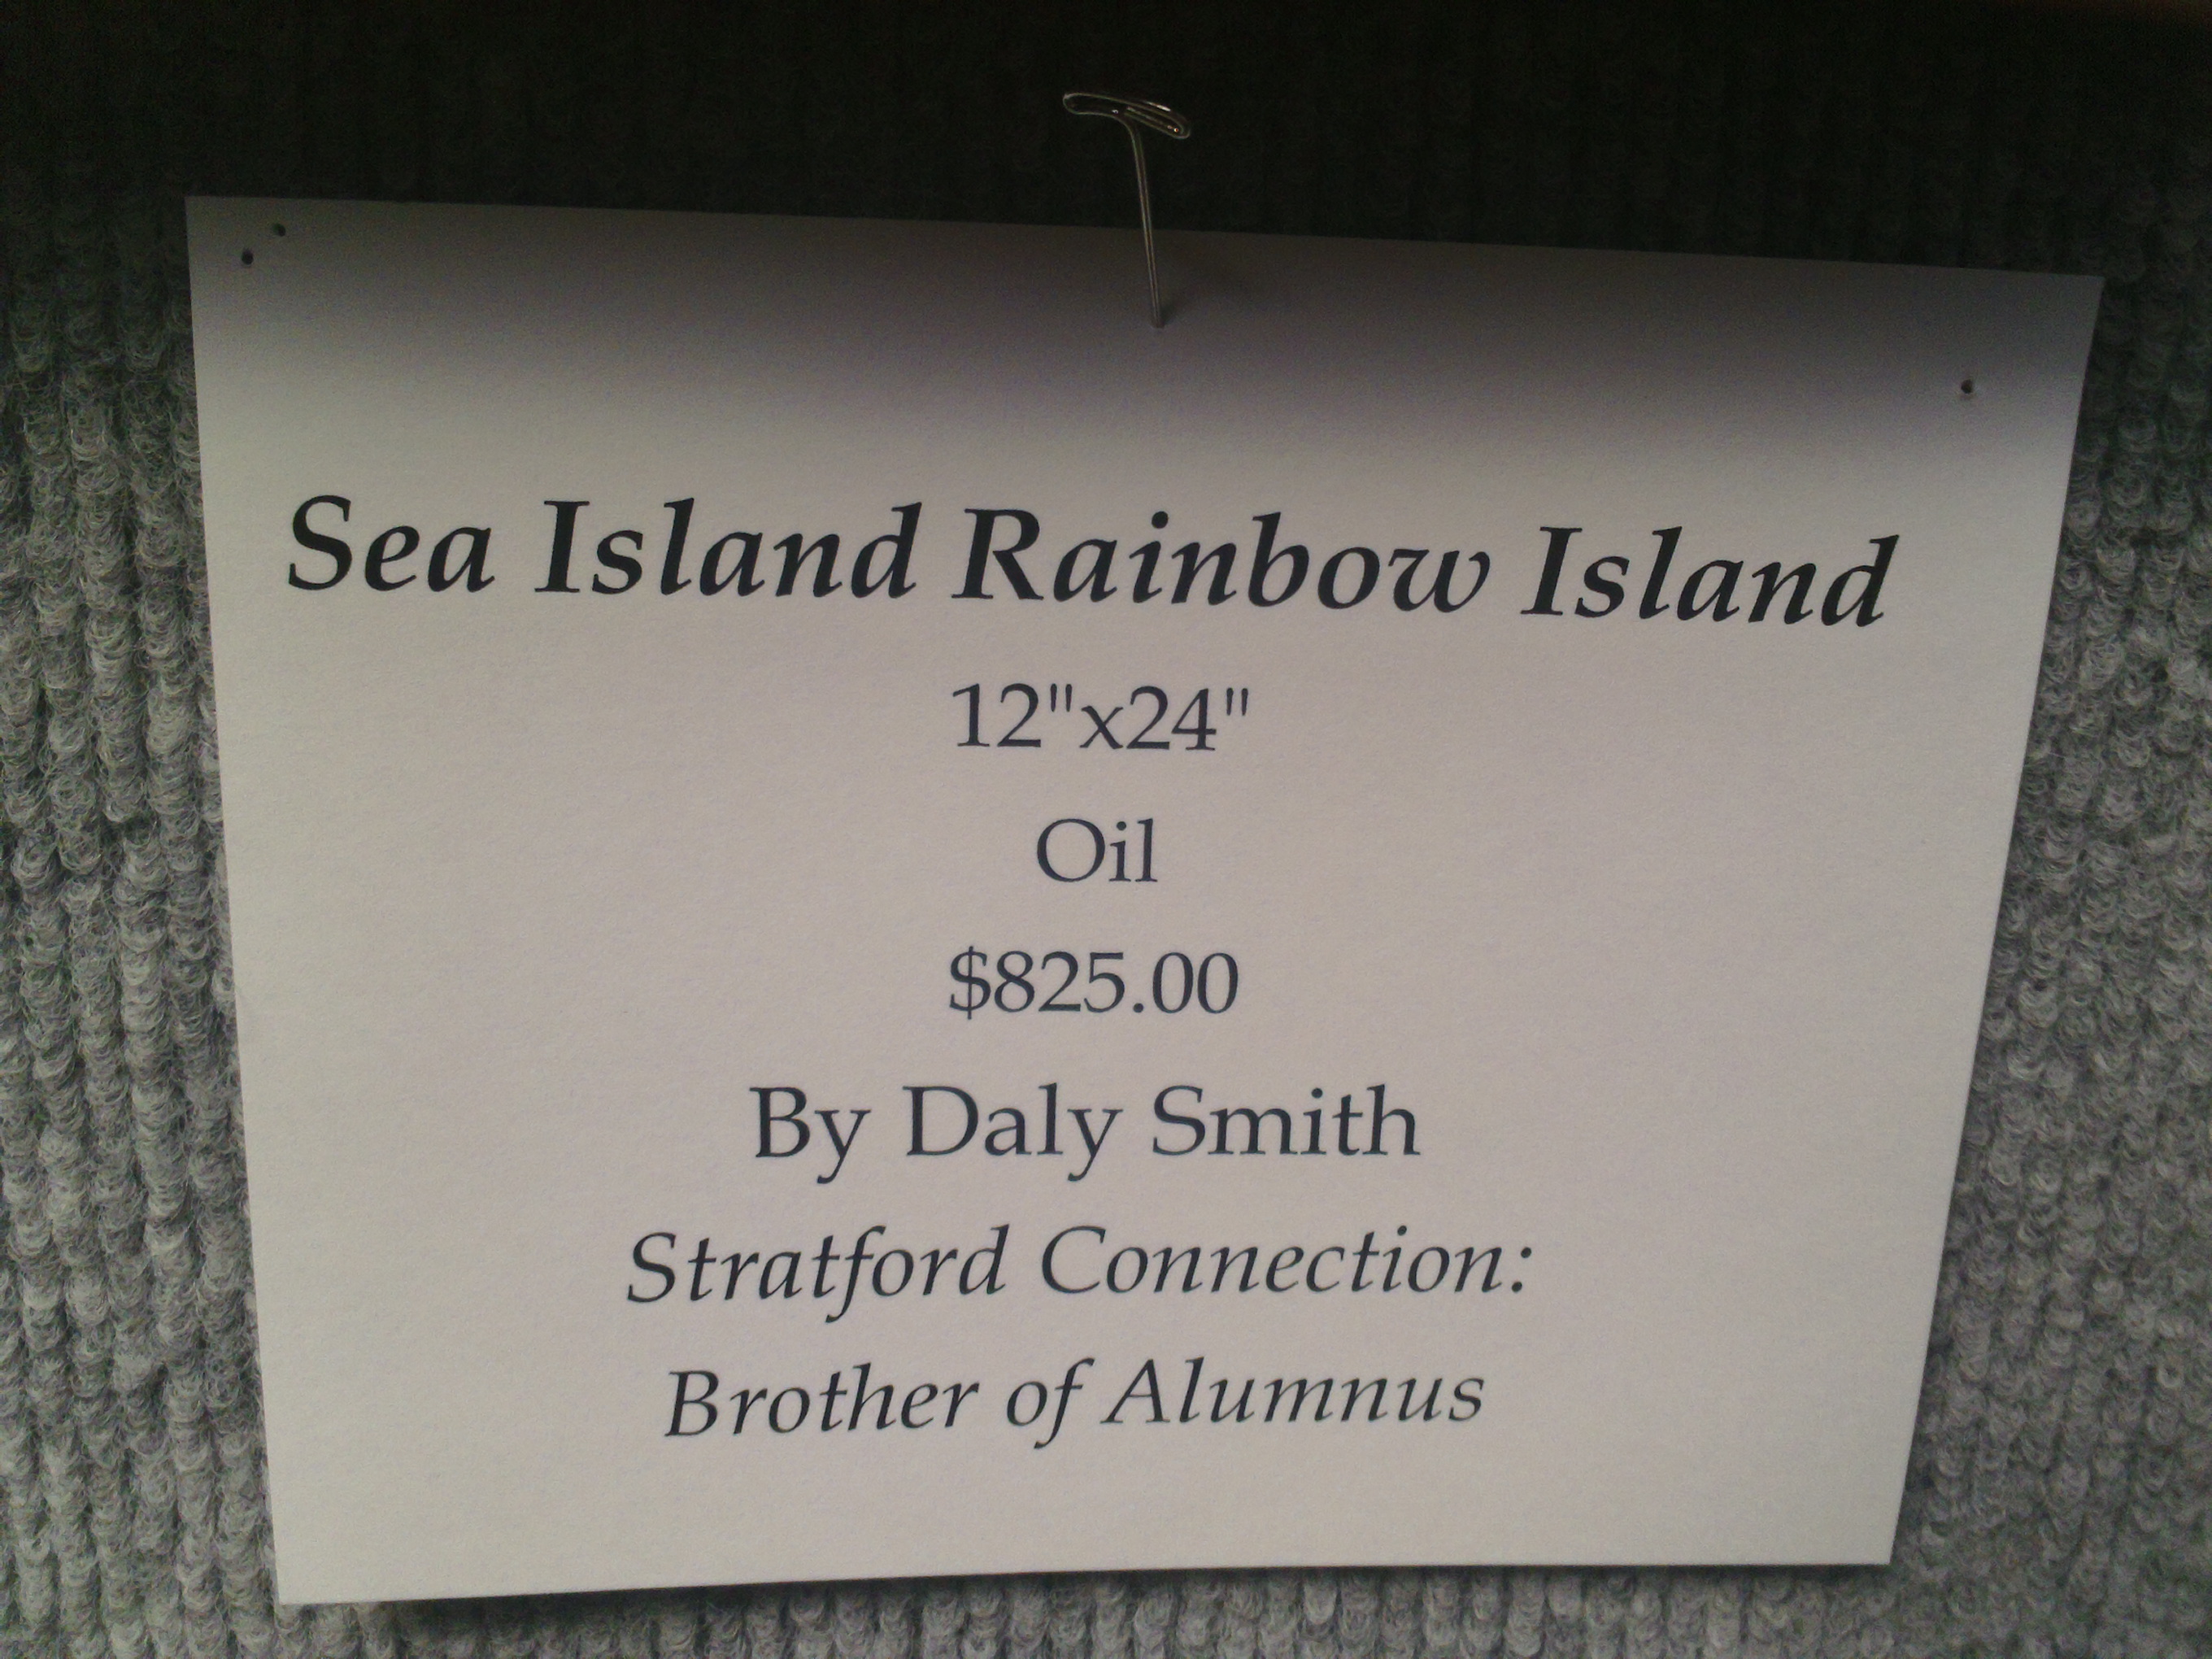 Sea Island Rainbow Island
12"x24"
Oil
$825.00
By Daly Smith
Stratford Connection:
Brother of Alumnus